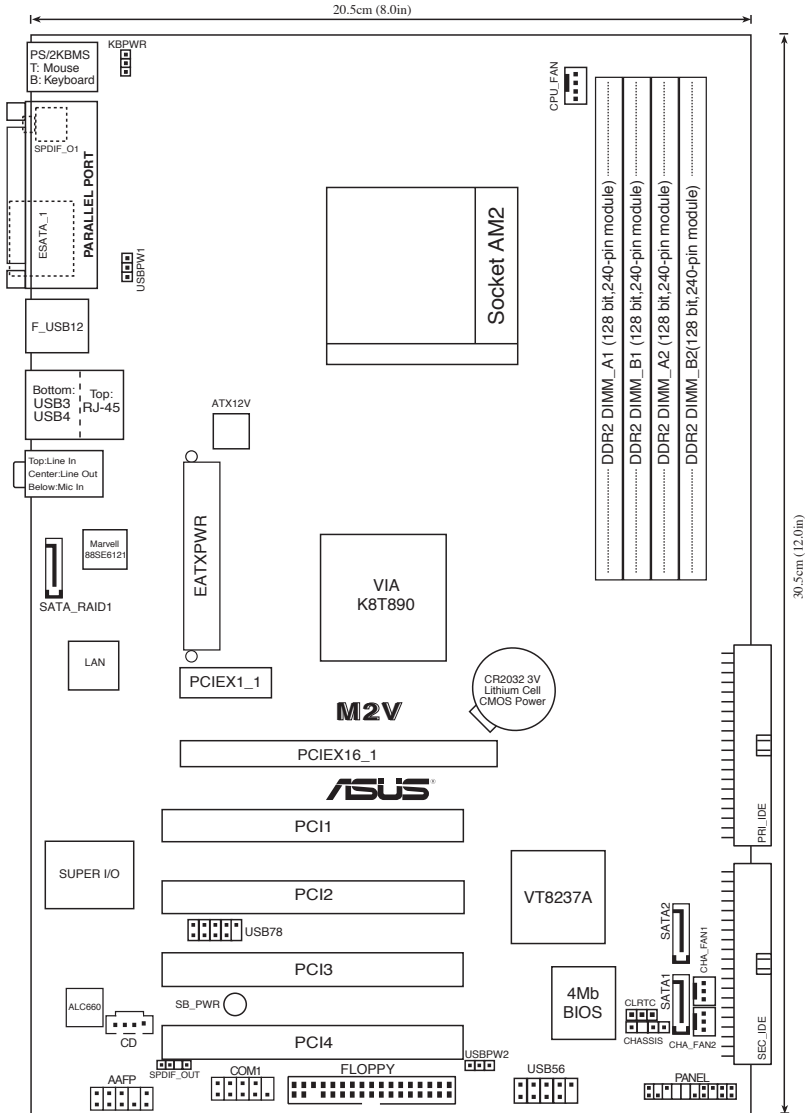 20.5cm (8.0in)
KBPWR
PS/2KBMS
T: Mouse
B: Keyboard
CPU_FAN
SPDIF_O1
PARALLEL PORT
ESATA_1
USBPW1
Socket AM2
DDR2 DIMM_A1 (128 bit,240-pin module)
DDR2 DIMM_B1 (128 bit,240-pin module)
DDR2 DIMM_A2 (128 bit,240-pin module)
DDR2 DIMM_B2(128 bit,240-pin module)
F_USB12
Bottom:
USB3
USB4
Top:
RJ-45
ATX12V
Top:Line In
Center:Line Out
Below:Mic In
EATXPWR
Marvell
88SE6121
SATA_RAID1
VIA
K8T890
30.5cm (12.0in)
LAN
PCIEX1_1
CR2032 3V
Lithium Cell
CMOS Power
M2V
PCIEX16_1
ASUS®
PCI1
PRI_IDE
SUPER I/O
PCI2
VT8237A
USB78
SATA2
CHA_FAN1
PCI3
SB_PWR
ALC660
CD
4Mb
BIOS
SATA1
CLRTC
CHASSIS
CHA_FAN2
SEC_IDE
PCI4
SPDIF_OUT
AAFP
COM1
FLOPPY
USBPW2
USB56
PANEL